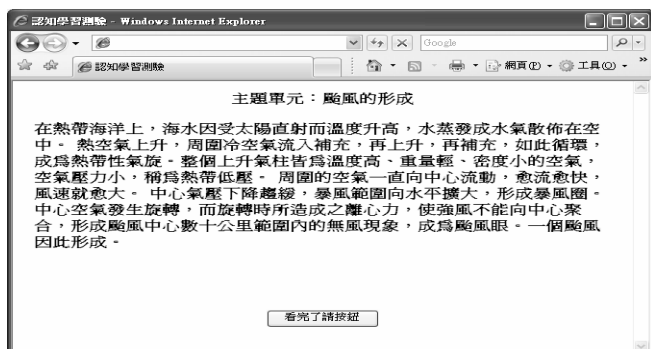 認知學習測驗 - Windows Internet Explorer
Google
認知學習測驗 網頁(P) 工具(O)
主題單元：颱風的形成
在熱帶海洋上，海水因受太陽直射而溫度升高，水蒸發成水氣散佈在空
中。 熱空氣上升，周圍冷空氣流入補充，再上升，再補充，如此循環，
成爲熱帶性氣旋。整個上升氣柱皆爲溫度高、重量輕、密度小的空氣，
空氣壓力小，稱爲熱帶低壓。 周圍的空氣一直向中心流動，愈流愈快，
風速就愈大。 中心氣壓下降趨緩，暴風範圍向水平擴大，形成暴風圈。
中心空氣發生旋轉，而旋轉時所造成之離心力，使強風不能向中心聚
合，形成颱風中心數十公里範圍內的無風現象，成爲颱風眼。一個颱風
因此形成。
看完了請按鈕